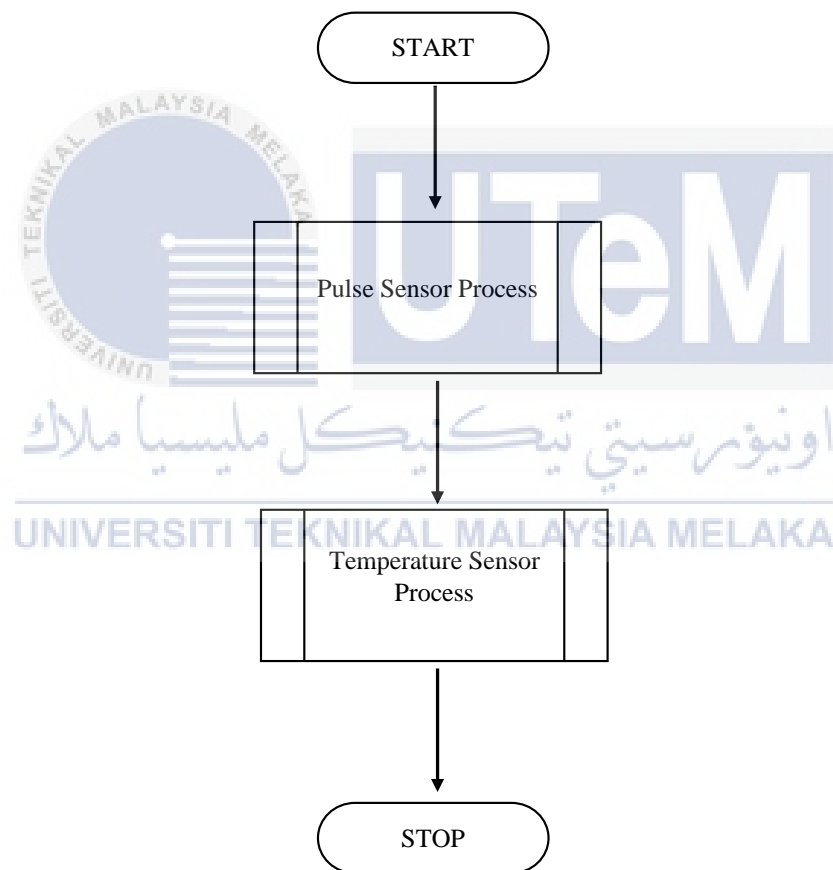 START
UNIVERSITI TEKNIKAL MALAYSIA MELAKA
UTeM
Pulse Sensor Process
اونيۏرسيتي تيكنيكل مليسيا ملاك
UNIVERSITI TEKNIKAL MALAYSIA MELAKA
Temperature Sensor
Process
STOP